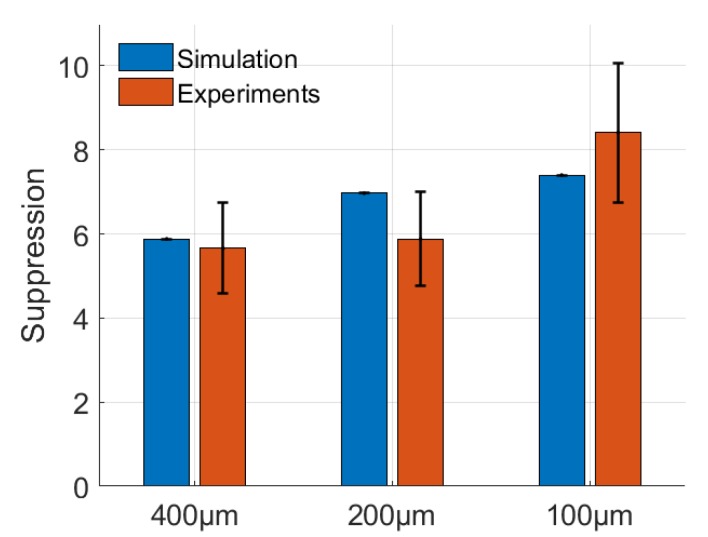 Simulation
Experiments
Suppression
10
8
6
4
2
0
400μm
200μm
100μm